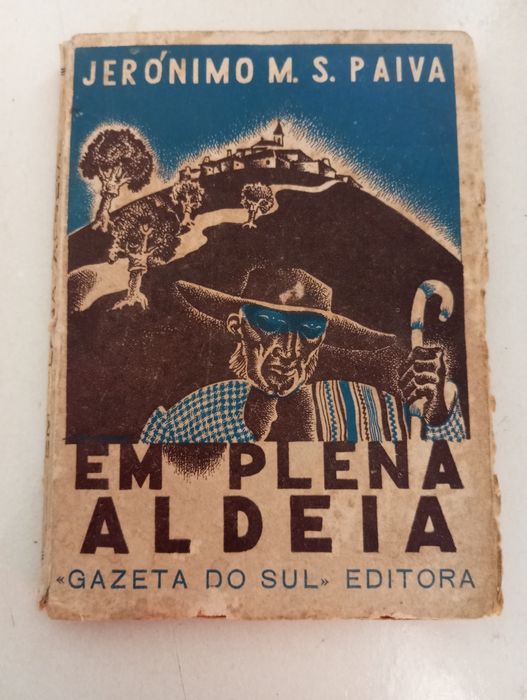 JERÓNIMO M. S. PAIVA
EM PLENA
ALDEIA
«GAZETA DO SUL» EDITORA